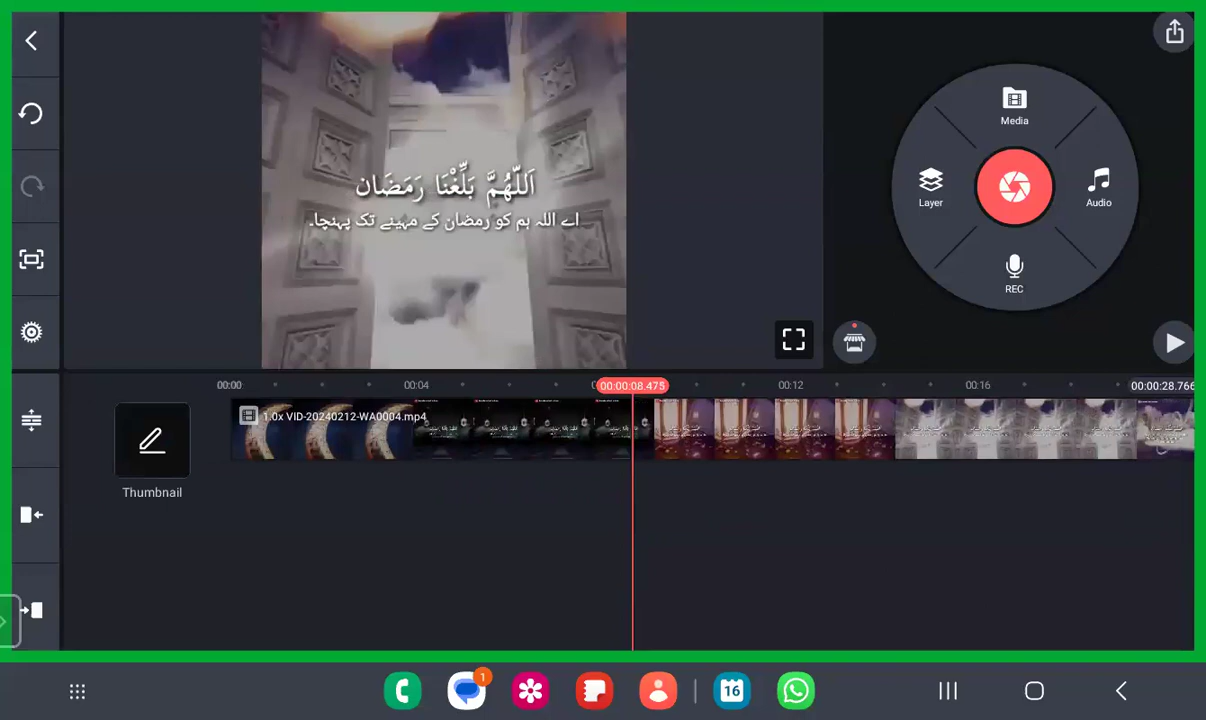 اَللّٰهُمَّ بَلِّغْنَا رَمَضَان
اے اللہ ہم کو رمضان کے مہینے تک پہنچا۔
Media
Layer
Audio
REC
00:00
00:04
00:00:08.475
00:12
00:16
00:00:28.766
1.0x VID-20240212-WA0004.mp4
Thumbnail
1
16